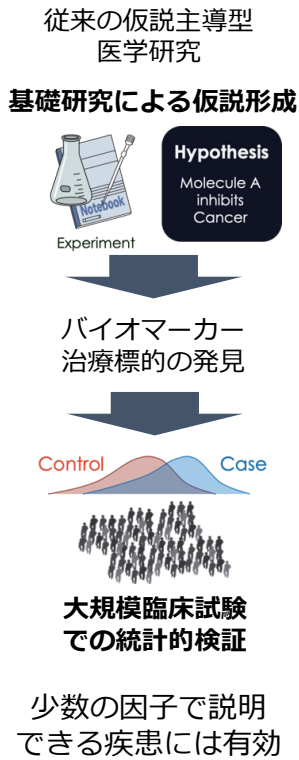 従来の仮説主導型
医学研究
基礎研究による仮説形成
Notebook
Hypothesis
Molecule A
inhibits
Cancer
Experiment
バイオマーカー
治療標的の発見
Control
Case
大規模臨床試験
での統計的検証
少数の因子で説明
できる疾患には有効